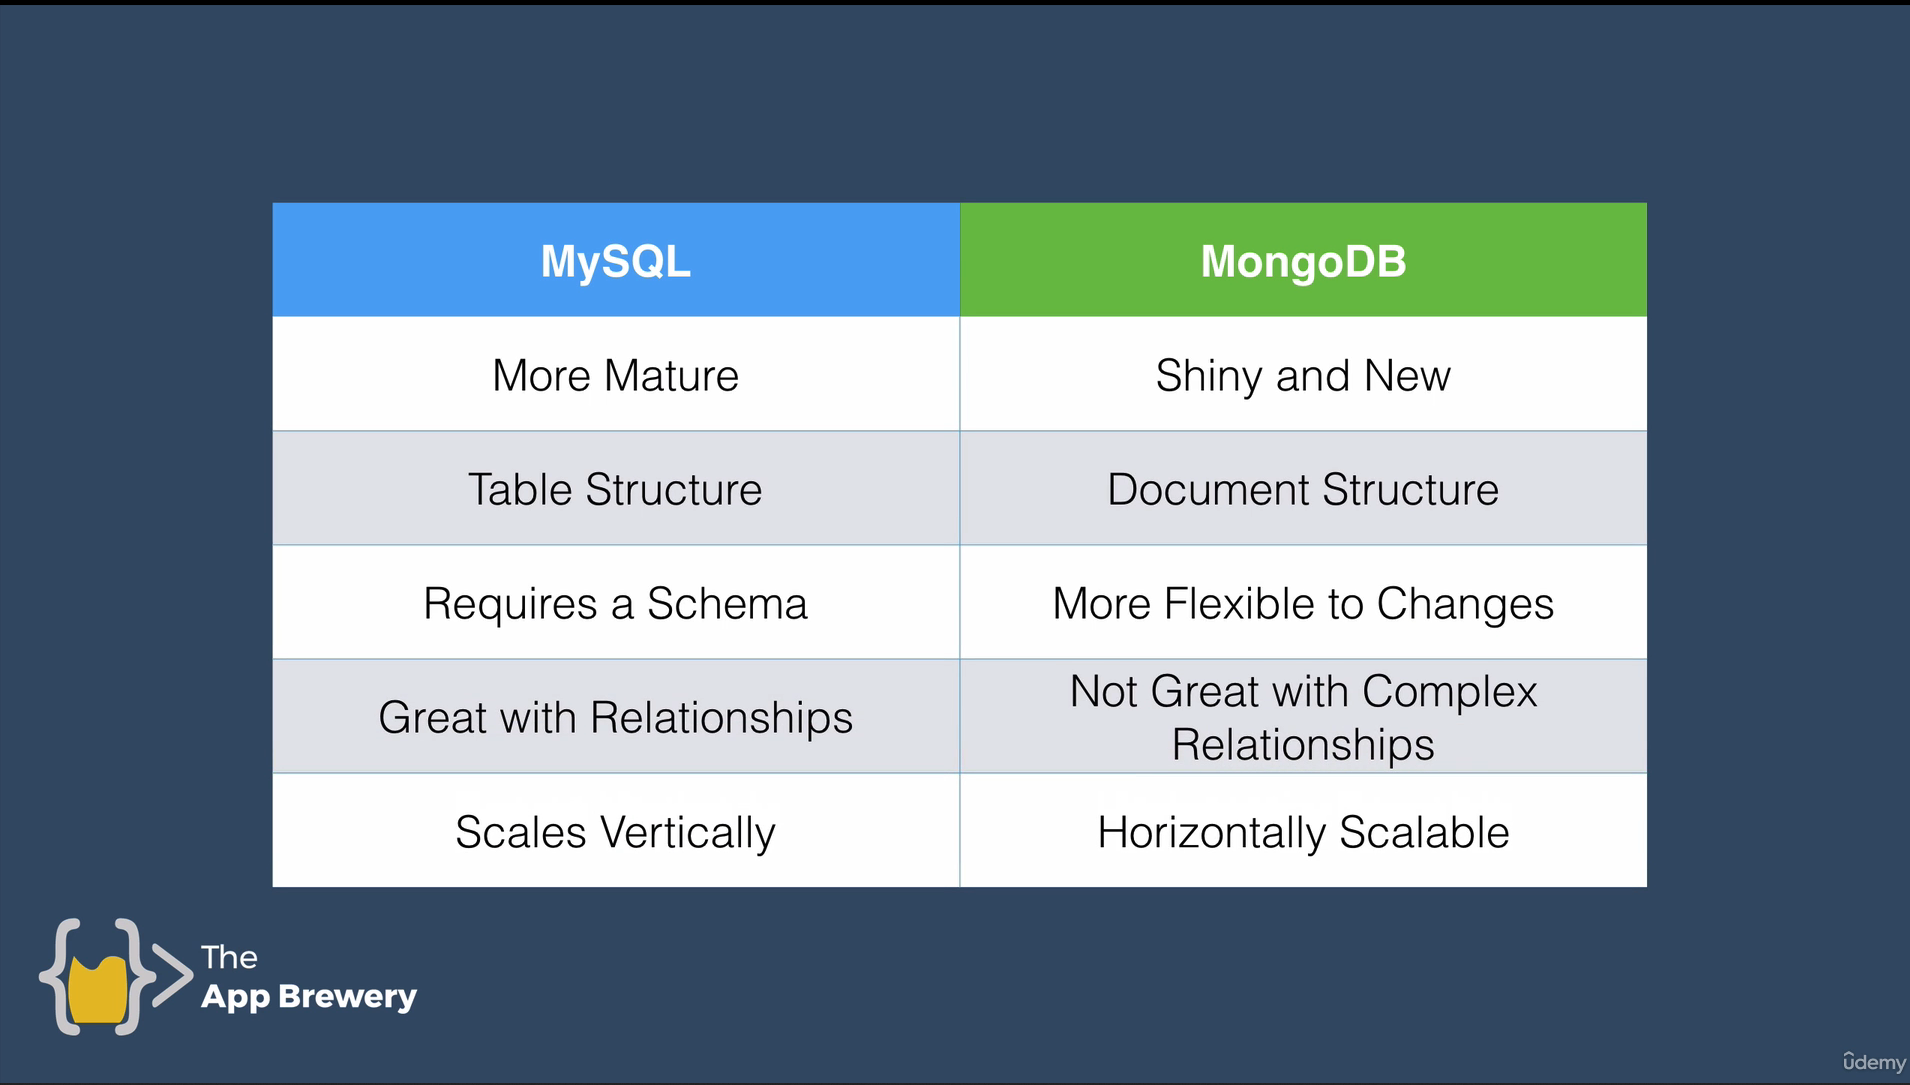 MySQL
MongoDB
More Mature
Shiny and New
Table Structure
Document Structure
Requires a Schema
More Flexible to Changes
Great with Relationships
Not Great with Complex
Relationships
Scales Vertically
Horizontally Scalable
The
App Brewery
ûdemy